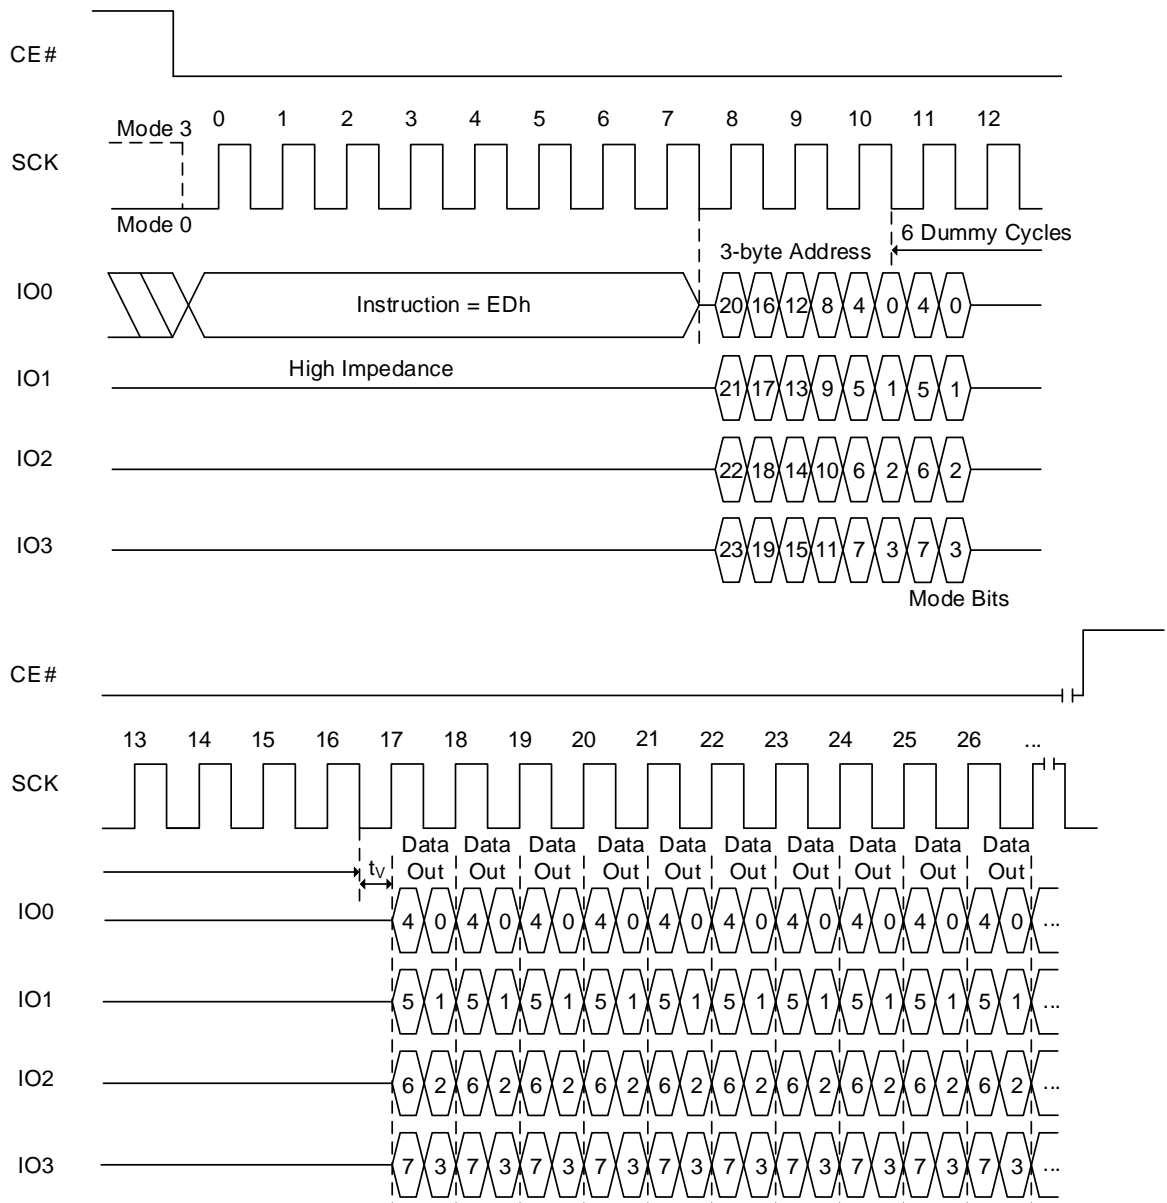 CE#
0 1 2 3 4 5 6 7 8 9 10 11 12
Mode 3
SCK
Mode 0
6 Dummy Cycles
3-byte Address
IO0
Instruction = EDh
20 16 12 8 4 0 4 0
High Impedance
IO1
21 17 13 9 5 1 5 1
IO2
22 18 14 10 6 2 6 2
IO3
23 19 15 11 7 3 7 3
Mode Bits
CE#
13 14 15 16 17 18 19 20 21 22 23 24 25 26 ...
SCK
Data Data Data Data Data Data Data Data Data Data
tV Out Out Out Out Out Out Out Out Out Out
IO0
4 0 4 0 4 0 4 0 4 0 4 0 4 0 4 0 4 0 4 0 ...
IO1
5 1 5 1 5 1 5 1 5 1 5 1 5 1 5 1 5 1 5 1 ...
IO2
6 2 6 2 6 2 6 2 6 2 6 2 6 2 6 2 6 2 6 2 ...
IO3
7 3 7 3 7 3 7 3 7 3 7 3 7 3 7 3 7 3 7 3 ...